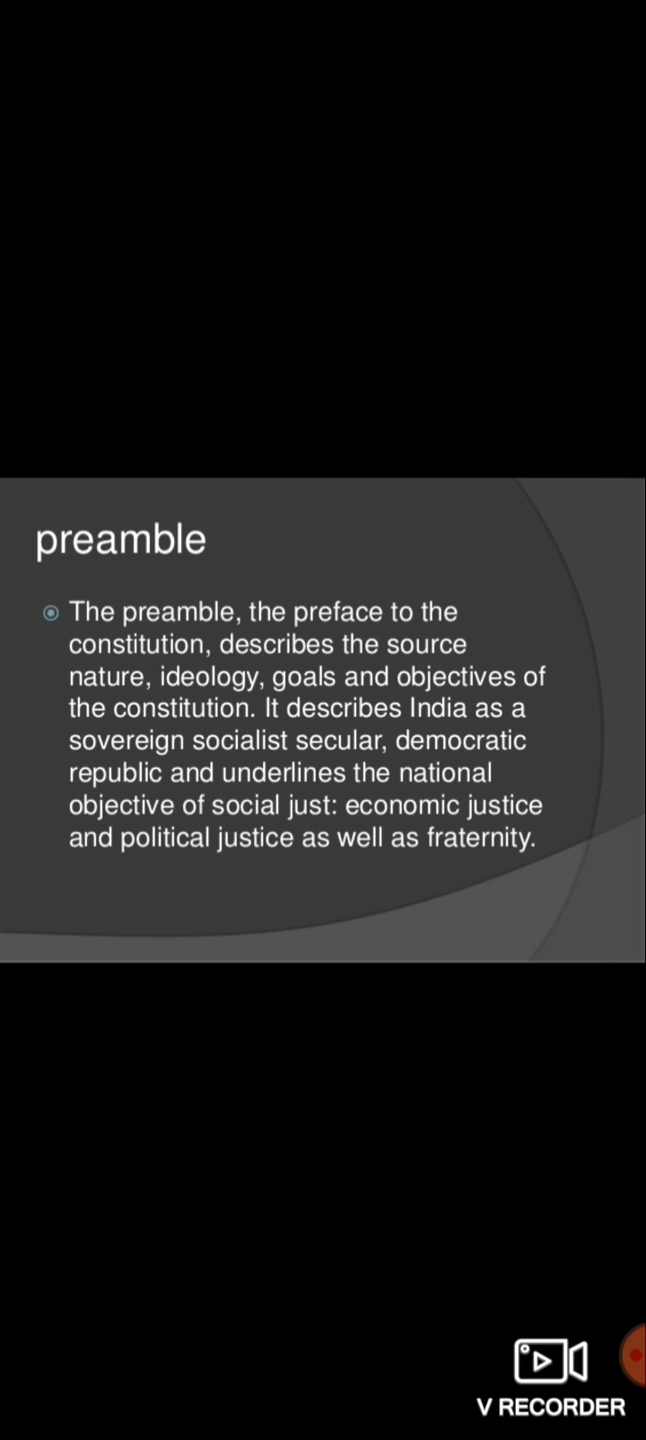 preamble
The preamble, the preface to the
constitution, describes the source
nature, ideology, goals and objectives of
the constitution. It describes India as a
sovereign socialist secular, democratic
republic and underlines the national
objective of social just: economic justice
and political justice as well as fraternity.
V RECORDER